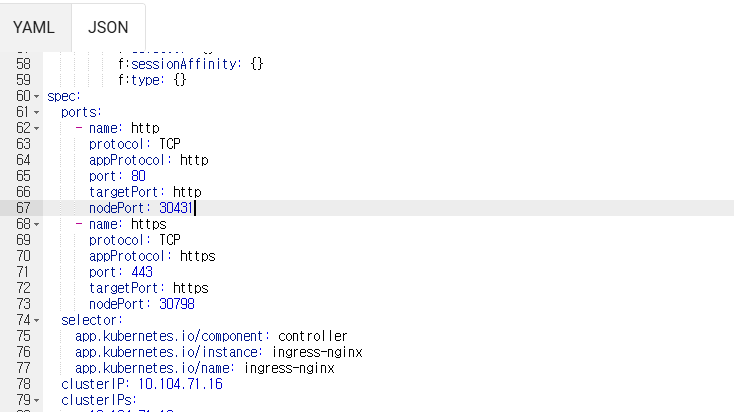 YAML JSON
58 f:sessionAffinity: {}
59 f:type: {}
60 spec:
61 ports:
62 - name: http
63 protocol: TCP
64 appProtocol: http
65 port: 80
66 targetPort: http
67 nodePort: 30431
68 - name: https
69 protocol: TCP
70 appProtocol: https
71 port: 443
72 targetPort: https
73 nodePort: 30798
74 selector:
75 app.kubernetes.io/component: controller
76 app.kubernetes.io/instance: ingress-nginx
77 app.kubernetes.io/name: ingress-nginx
78 clusterIP: 10.104.71.16
79 clusterIPs: